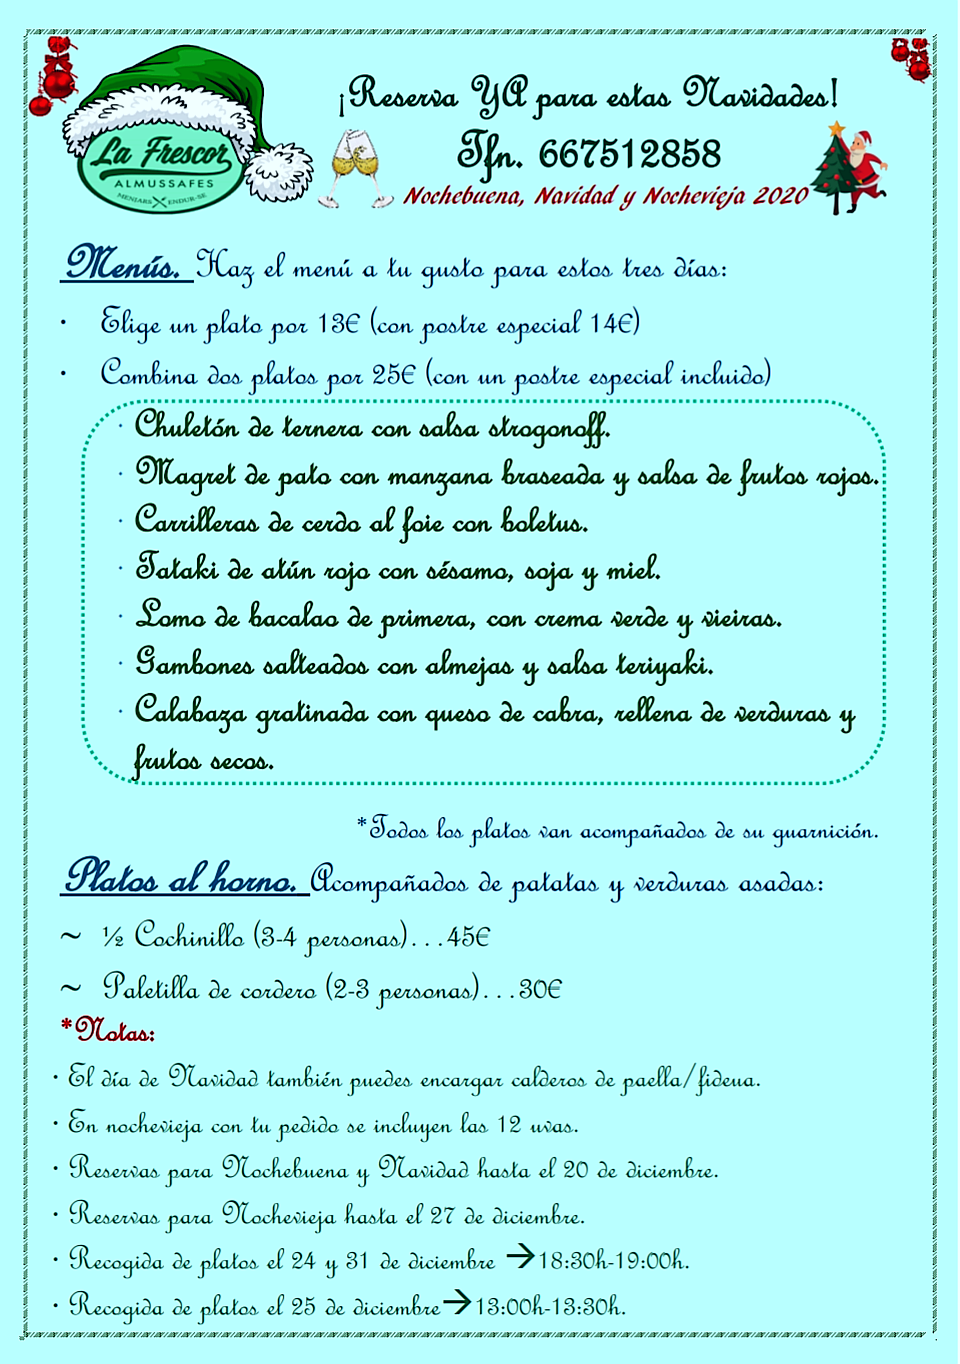 ¡Reserva YA para estas Navidades!
Tfn. 667512858
Nochebuena, Navidad y Nochevieja 2020
La Frescor
ALMUSSAFES
MENJARS ENDUR-SE
Menús. Haz el menú a tu gusto para estos tres días:
• Elige un plato por 13€ (con postre especial 14€)
• Combina dos platos por 25€ (con un postre especial incluido)
· Chuletón de ternera con salsa strogonoff.
· Magret de pato con manzana braseada y salsa de frutos rojos.
· Carrilleras de cerdo al foie con boletus.
· Tataki de atún rojo con sésamo, soja y miel.
· Lomo de bacalao de primera, con crema verde y vieiras.
· Gambones salteados con almejas y salsa teriyaki.
· Calabaza gratinada con queso de cabra, rellena de verduras y
frutos secos.
*Todos los platos van acompañados de su guarnición.
Platos al horno. Acompañados de patatas y verduras asadas:
~ ½ Cochinillo (3-4 personas)...45€
~ Paletilla de cordero (2-3 personas)...30€
*Notas:
· El día de Navidad también puedes encargar calderos de paella/fideua.
· En nochevieja con tu pedido se incluyen las 12 uvas.
· Reservas para Nochebuena y Navidad hasta el 20 de diciembre.
· Reservas para Nochevieja hasta el 27 de diciembre.
· Recogida de platos el 24 y 31 de diciembre →18:30h-19:00h.
· Recogida de platos el 25 de diciembre→13:00h-13:30h.